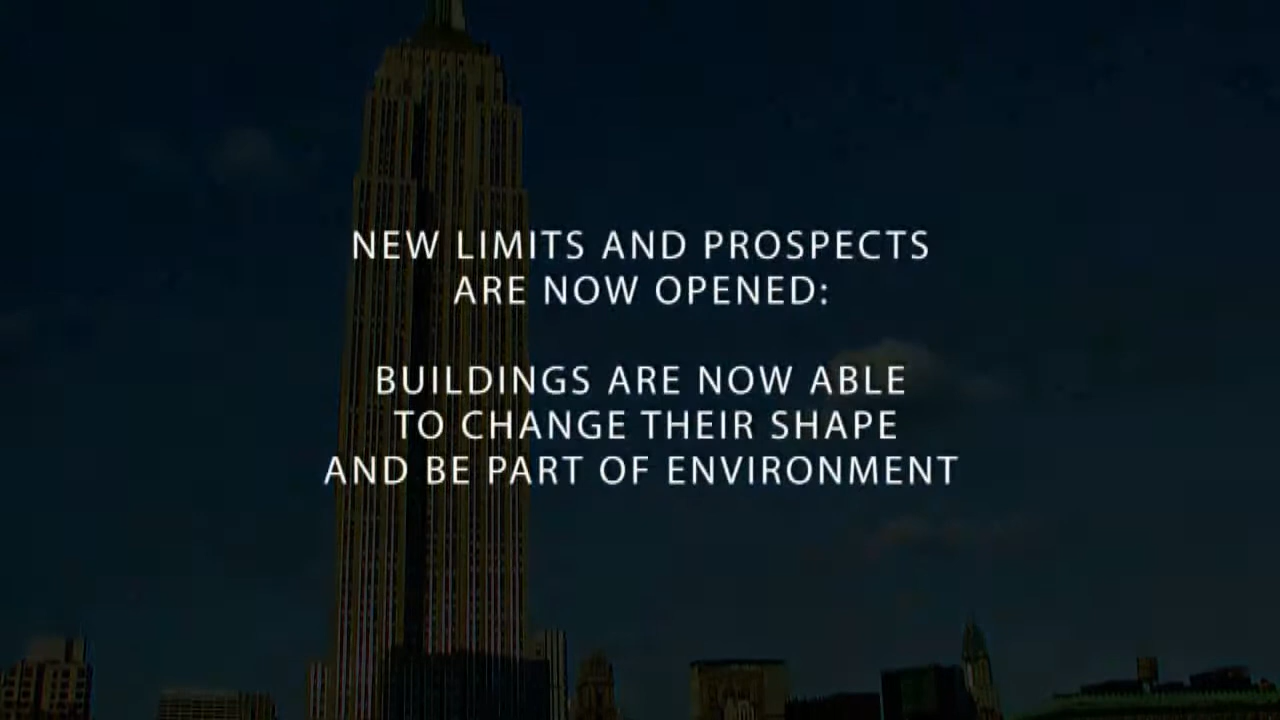 NEW LIMITS AND PROSPECTS
ARE NOW OPENED:
BUILDINGS ARE NOW ABLE
TO CHANGE THEIR SHAPE
AND BE PART OF ENVIRONMENT